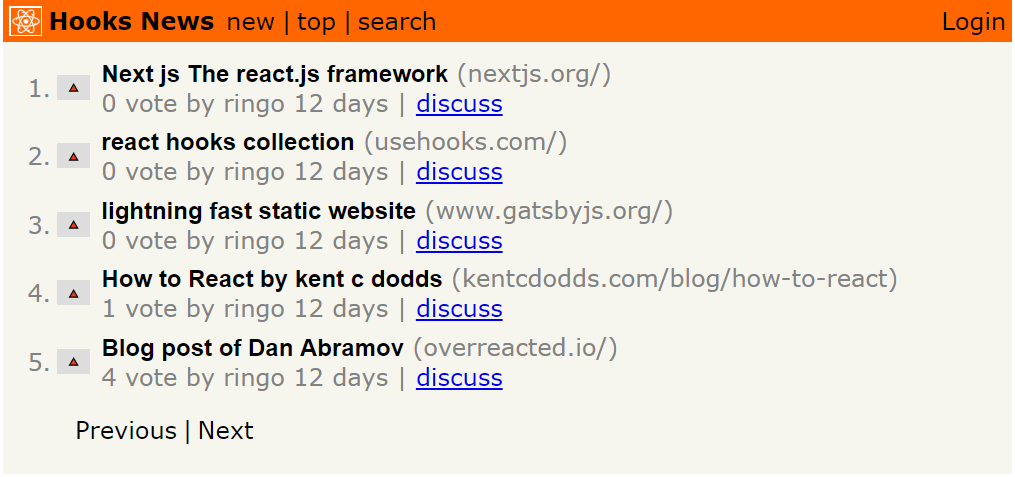 Hooks News new | top | search Login
1. Next js The react.js framework (nextjs.org/)
0 vote by ringo 12 days | discuss
2. react hooks collection (usehooks.com/)
0 vote by ringo 12 days | discuss
3. lightning fast static website (www.gatsbyjs.org/)
0 vote by ringo 12 days | discuss
4. How to React by kent c dodds (kentcdodds.com/blog/how-to-react)
1 vote by ringo 12 days | discuss
5. Blog post of Dan Abramov (overreacted.io/)
4 vote by ringo 12 days | discuss
Previous | Next